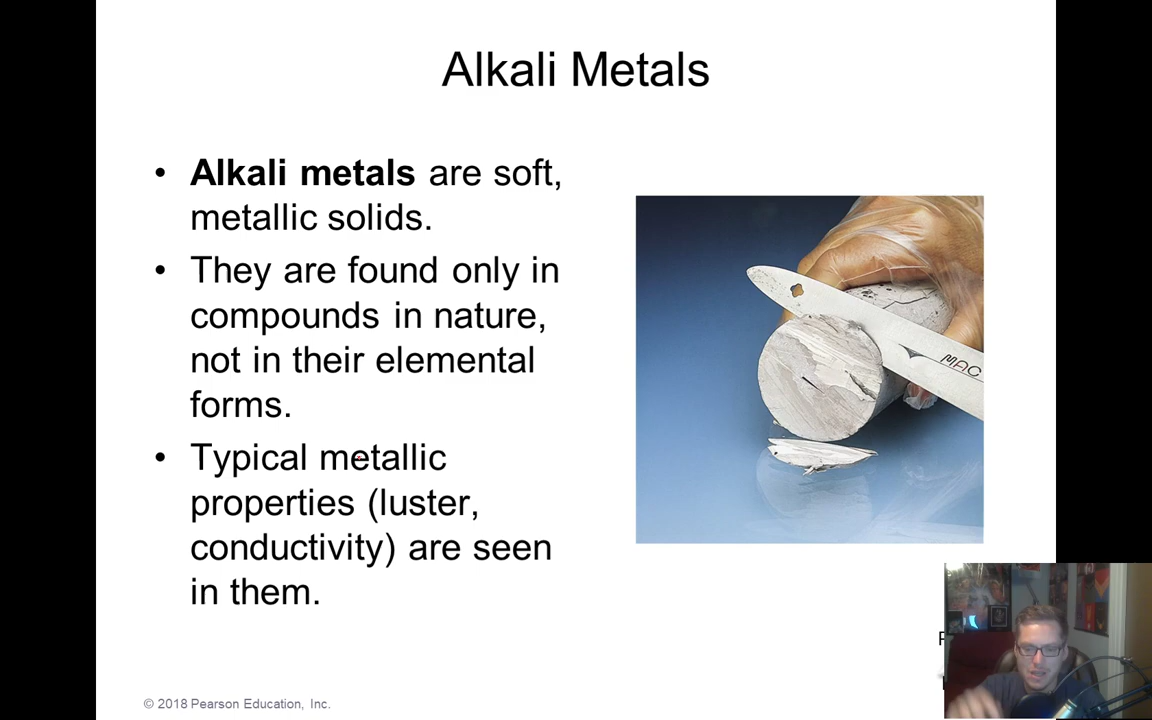 Alkali Metals
• Alkali metals are soft,
metallic solids.
• They are found only in
compounds in nature,
not in their elemental
forms.
• Typical metallic
properties (luster,
conductivity) are seen
in them.
MAC
© 2018 Pearson Education, Inc.